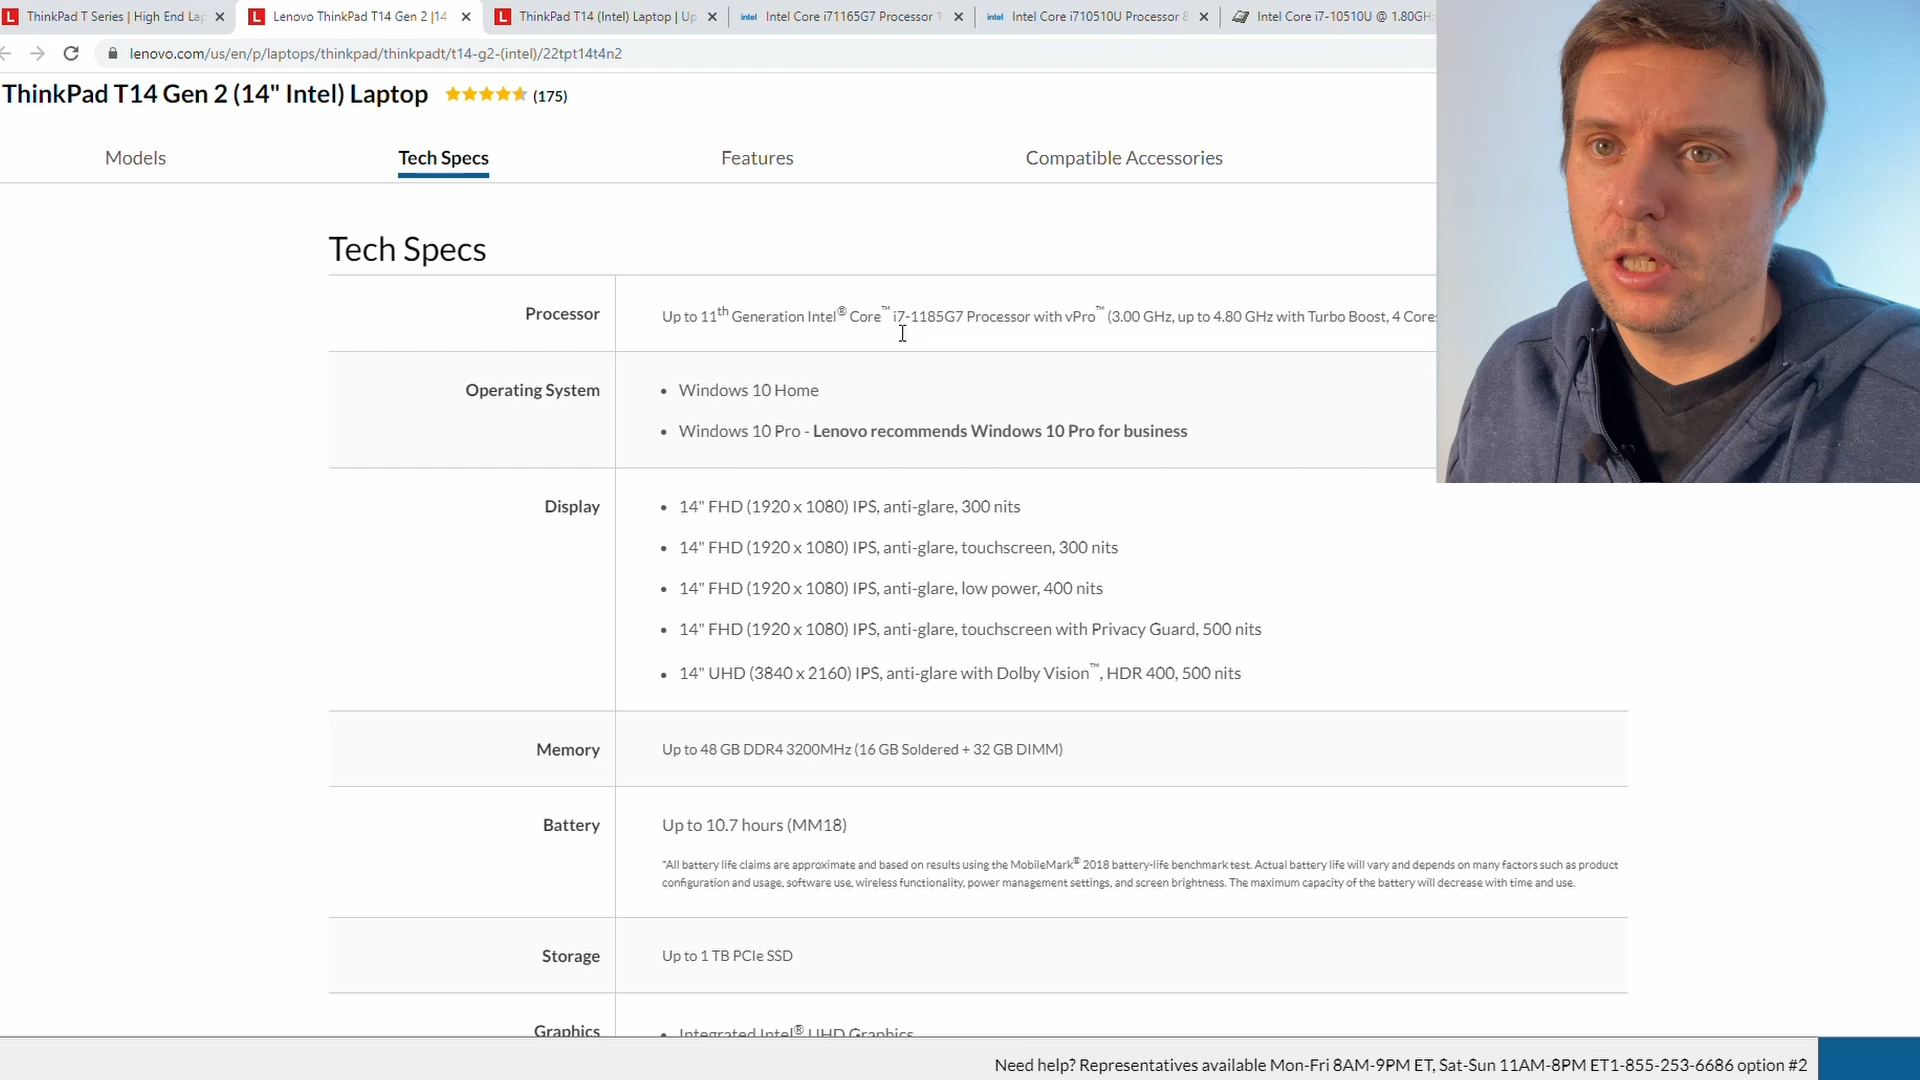 ThinkPad T Series | High End Lap
Lenovo ThinkPad T14 Gen 2 |14
ThinkPad T14 (Intel) Laptop | Up
intel Intel Core i71165G7 Processor 1
intel Intel Core i710510U Processor 8
Intel Core i7-10510U @ 1.80GHz
lenovo.com/us/en/p/laptops/thinkpad/thinkpadt/t14-g2-(intel)/22tpt14t4n2
ThinkPad T14 Gen 2 (14" Intel) Laptop (175)
Models Tech Specs Features Compatible Accessories
Tech Specs
Processor Up to 11th Generation Intel® Core™ i7-1185G7 Processor with vPro™ (3.00 GHz, up to 4.80 GHz with Turbo Boost, 4 Core
Operating System • Windows 10 Home
• Windows 10 Pro - Lenovo recommends Windows 10 Pro for business
Display • 14" FHD (1920 x 1080) IPS, anti-glare, 300 nits
• 14" FHD (1920 x 1080) IPS, anti-glare, touchscreen, 300 nits
• 14" FHD (1920 x 1080) IPS, anti-glare, low power, 400 nits
• 14" FHD (1920 x 1080) IPS, anti-glare, touchscreen with Privacy Guard, 500 nits
• 14" UHD (3840 x 2160) IPS, anti-glare with Dolby Vision™, HDR 400, 500 nits
Memory Up to 48 GB DDR4 3200MHz (16 GB Soldered + 32 GB DIMM)
Battery Up to 10.7 hours (MM18)
*All battery life claims are approximate and based on results using the MobileMark® 2018 battery-life benchmark test. Actual battery life will vary and depends on many factors such as product
configuration and usage, software use, wireless functionality, power management settings, and screen brightness. The maximum capacity of the battery will decrease with time and use.
Storage Up to 1 TB PCIe SSD
Graphics • Integrated Intel® UHD Graphics
Need help? Representatives available Mon-Fri 8AM-9PM ET, Sat-Sun 11AM-8PM ET1-855-253-6686 option #2